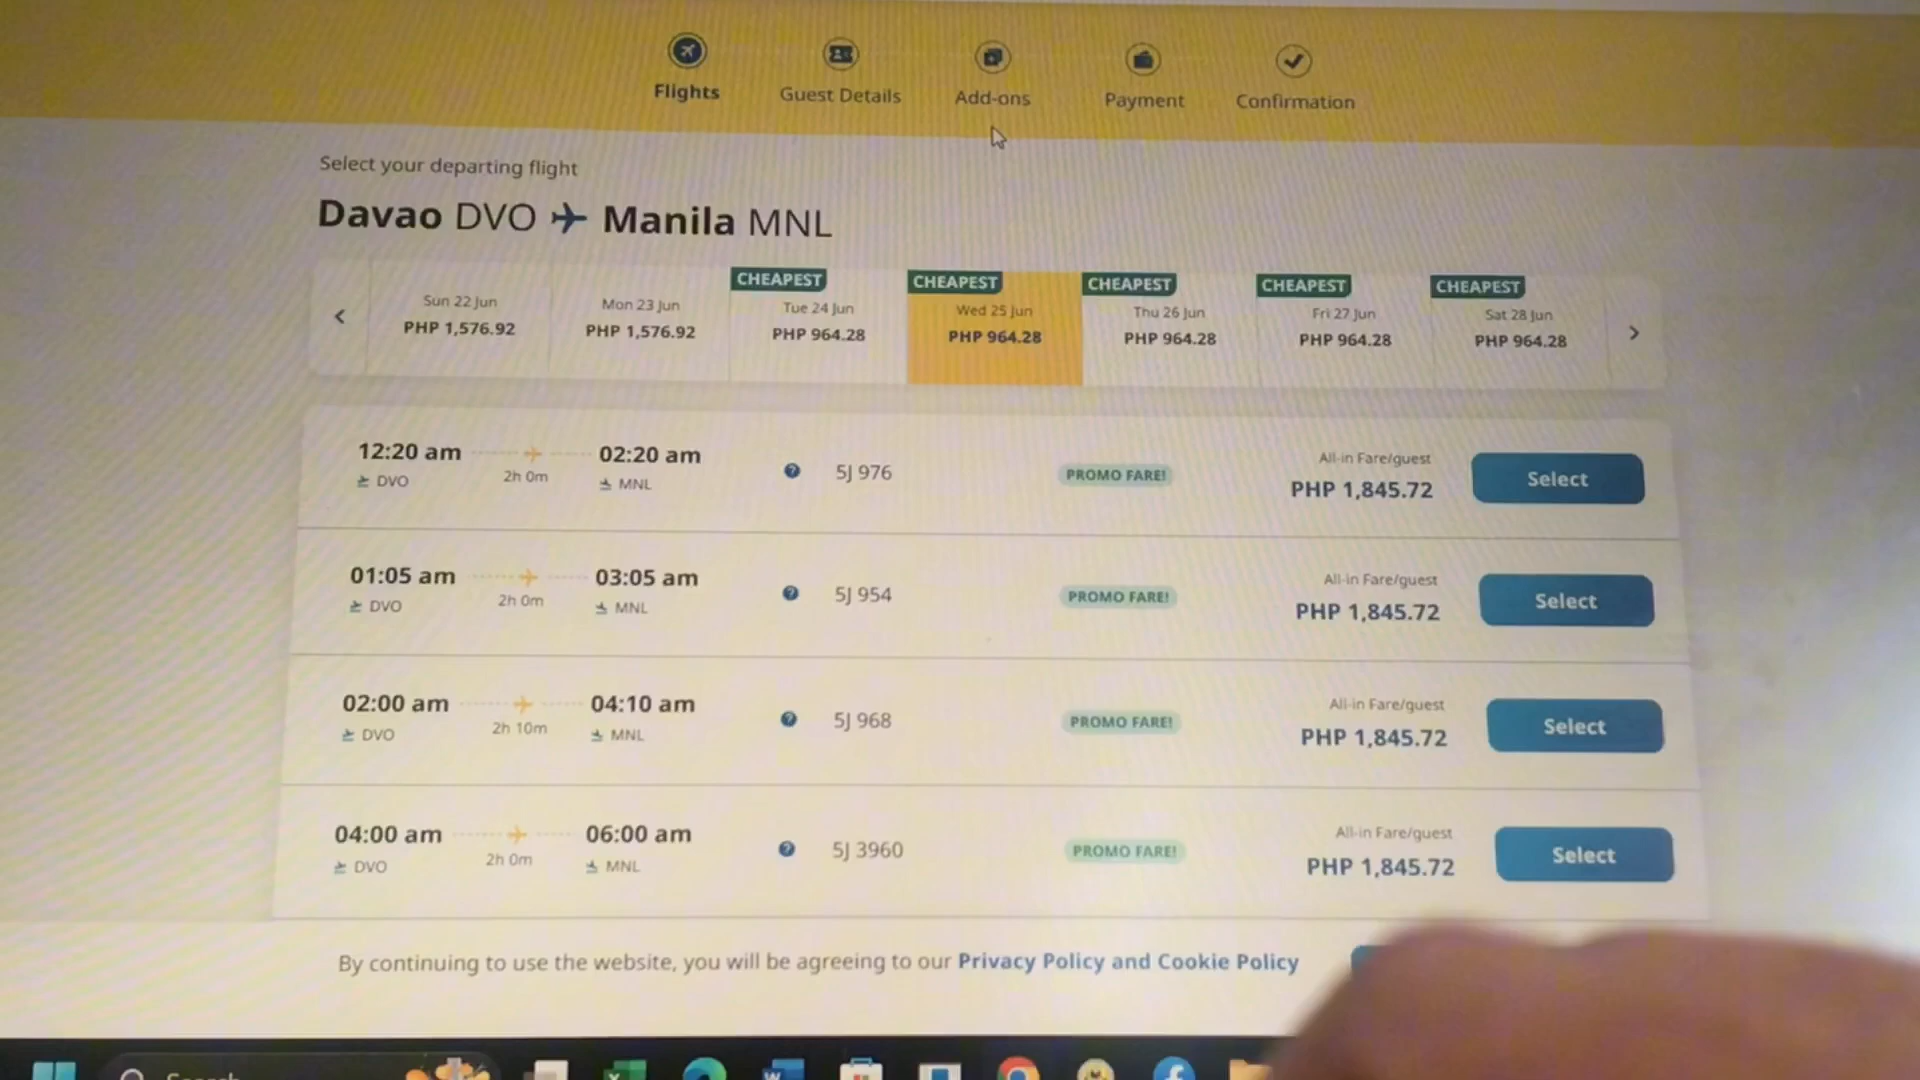 Flights
Guest Details
Add-ons
Payment
Confirmation
Select your departing flight
Davao DVO Manila MNL
CHEAPEST CHEAPEST CHEAPEST CHEAPEST CHEAPEST
Sun 22 Jun Mon 23 Jun Tue 24 Jun Wed 25 Jun Thu 26 Jun Fri 27 Jun Sat 28 Jun
PHP 1,576.92 PHP 1,576.92 PHP 964.28 PHP 964.28 PHP 964.28 PHP 964.28 PHP 964.28
12:20 am 02:20 am 5J 976 PROMO FARE! All-in Fare/guest Select
DVO 2h 0m MNL PHP 1,845.72
01:05 am 03:05 am 5J 954 PROMO FARE! All-in Fare/guest Select
DVO 2h 0m MNL PHP 1,845.72
02:00 am 04:10 am 5J 968 PROMO FARE! All-in Fare/guest Select
DVO 2h 10m MNL PHP 1,845.72
04:00 am 06:00 am 5J 3960 PROMO FARE! All-in Fare/guest Select
DVO 2h 0m MNL PHP 1,845.72
By continuing to use the website, you will be agreeing to our Privacy Policy and Cookie Policy
Search